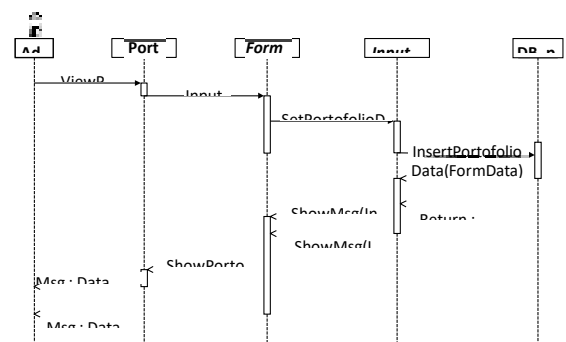 Ad
Port
Form
Input
DB_p
ViewP
Input
SetPortofolioD
InsertPortofolio
Data(FormData)
ShowMsg(In
Return :
ShowMsg(I
ShowPorto
Msg : Data
Msg : Data